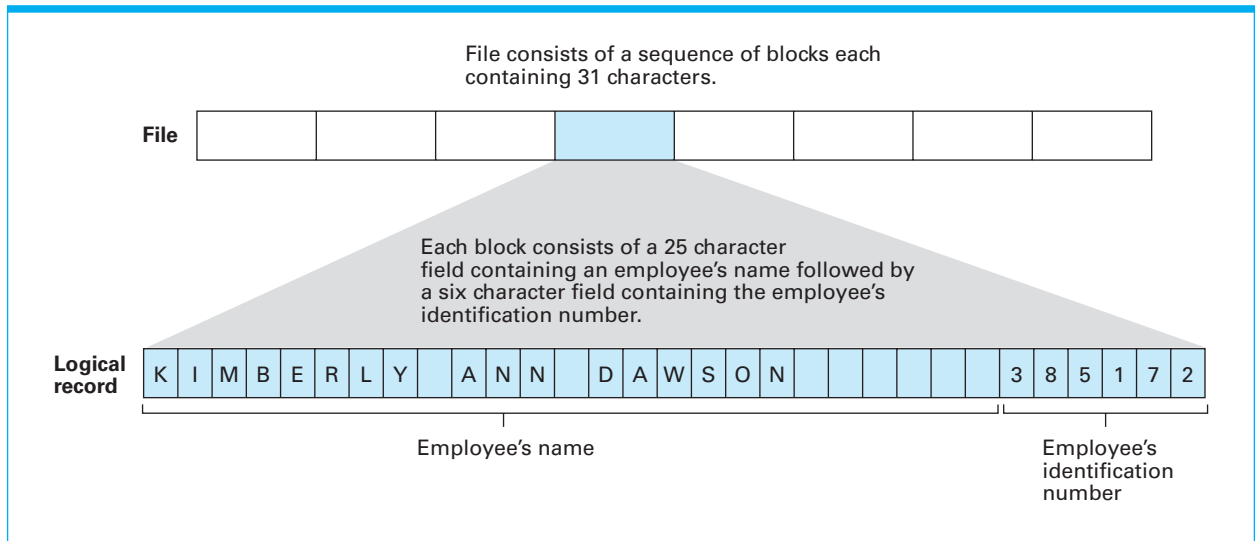 File consists of a sequence of blocks each
containing 31 characters.
File
Each block consists of a 25 character
field containing an employee's name followed by
a six character field containing the employee's
identification number.
Logical
record
K I M B E R L Y A N N D A W S O N 3 8 5 1 7 2
Employee's name
Employee's
identification
number